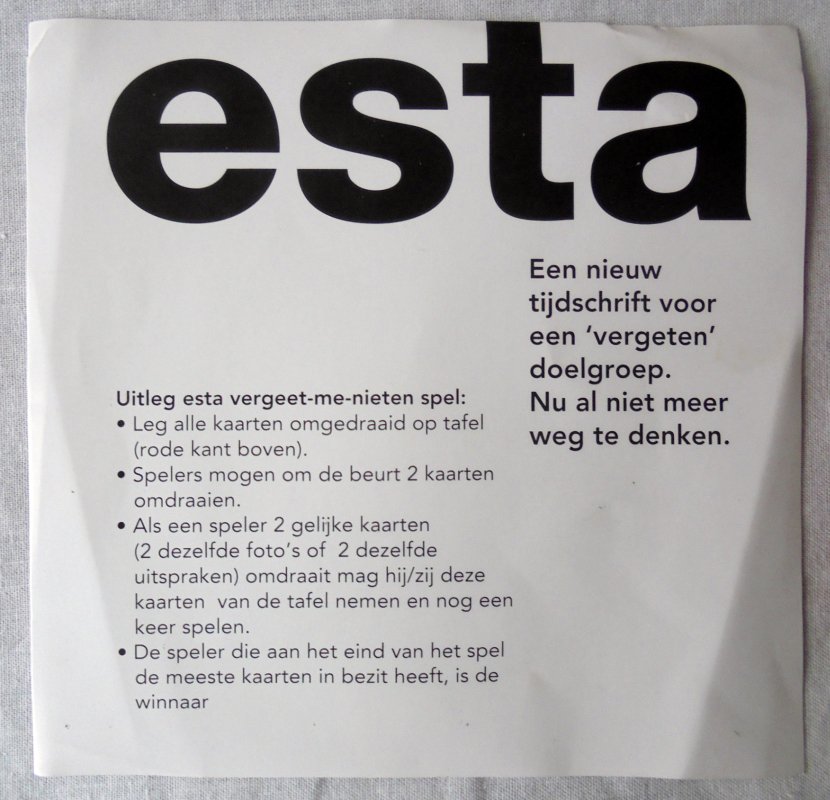 esta
Een nieuw
tijdschrift voor
een ‘vergeten’
doelgroep.
Nu al niet meer
weg te denken.
Uitleg esta vergeet-me-nieten spel:
• Leg alle kaarten omgedraaid op tafel
(rode kant boven).
• Spelers mogen om de beurt 2 kaarten
omdraaien.
• Als een speler 2 gelijke kaarten
(2 dezelfde foto’s of 2 dezelfde
uitspraken) omdraait mag hij/zij deze
kaarten van de tafel nemen en nog een
keer spelen.
• De speler die aan het eind van het spel
de meeste kaarten in bezit heeft, is de
winnaar